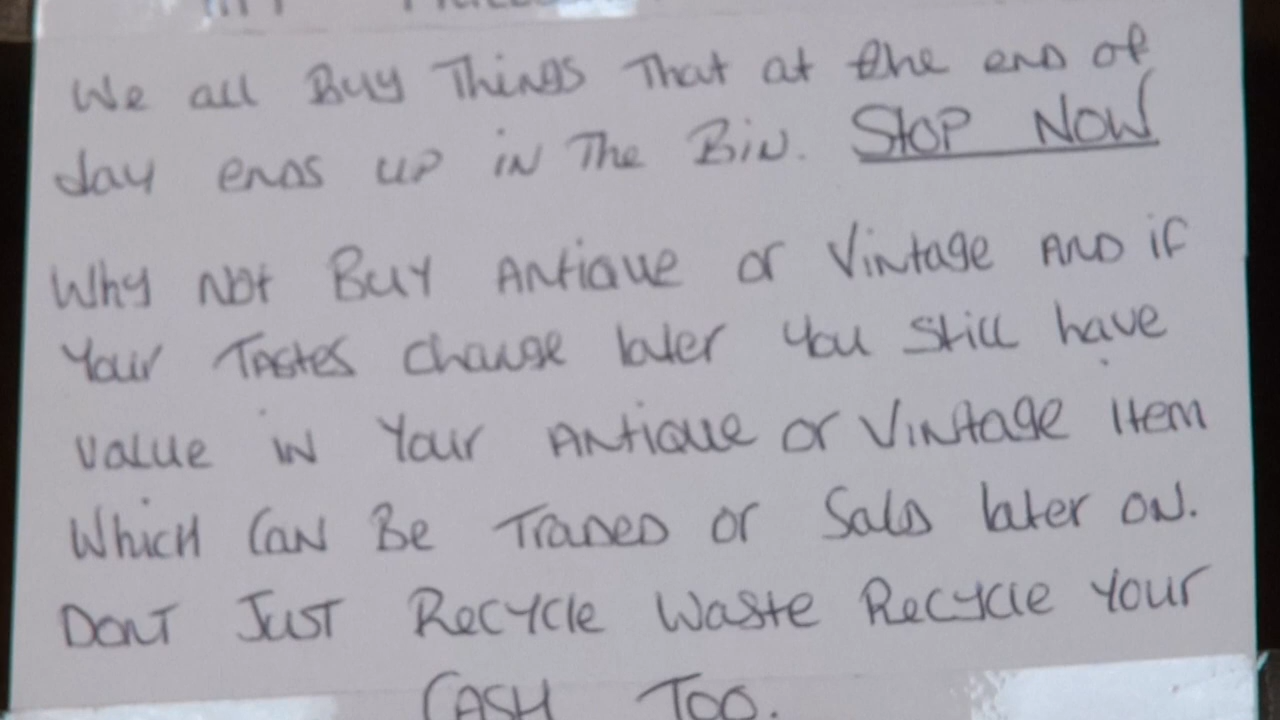 We all Buy Things That at the end of
day ends up in The Bin. Stop NOW
Why Not Buy Antique or Vintage AND if
Your Tastes change later You Still have
value in Your Antique or Vintage Item
Which Can Be Traded or Sald later on.
Dont Just Recycle Waste Recycle Your
Cash Too.